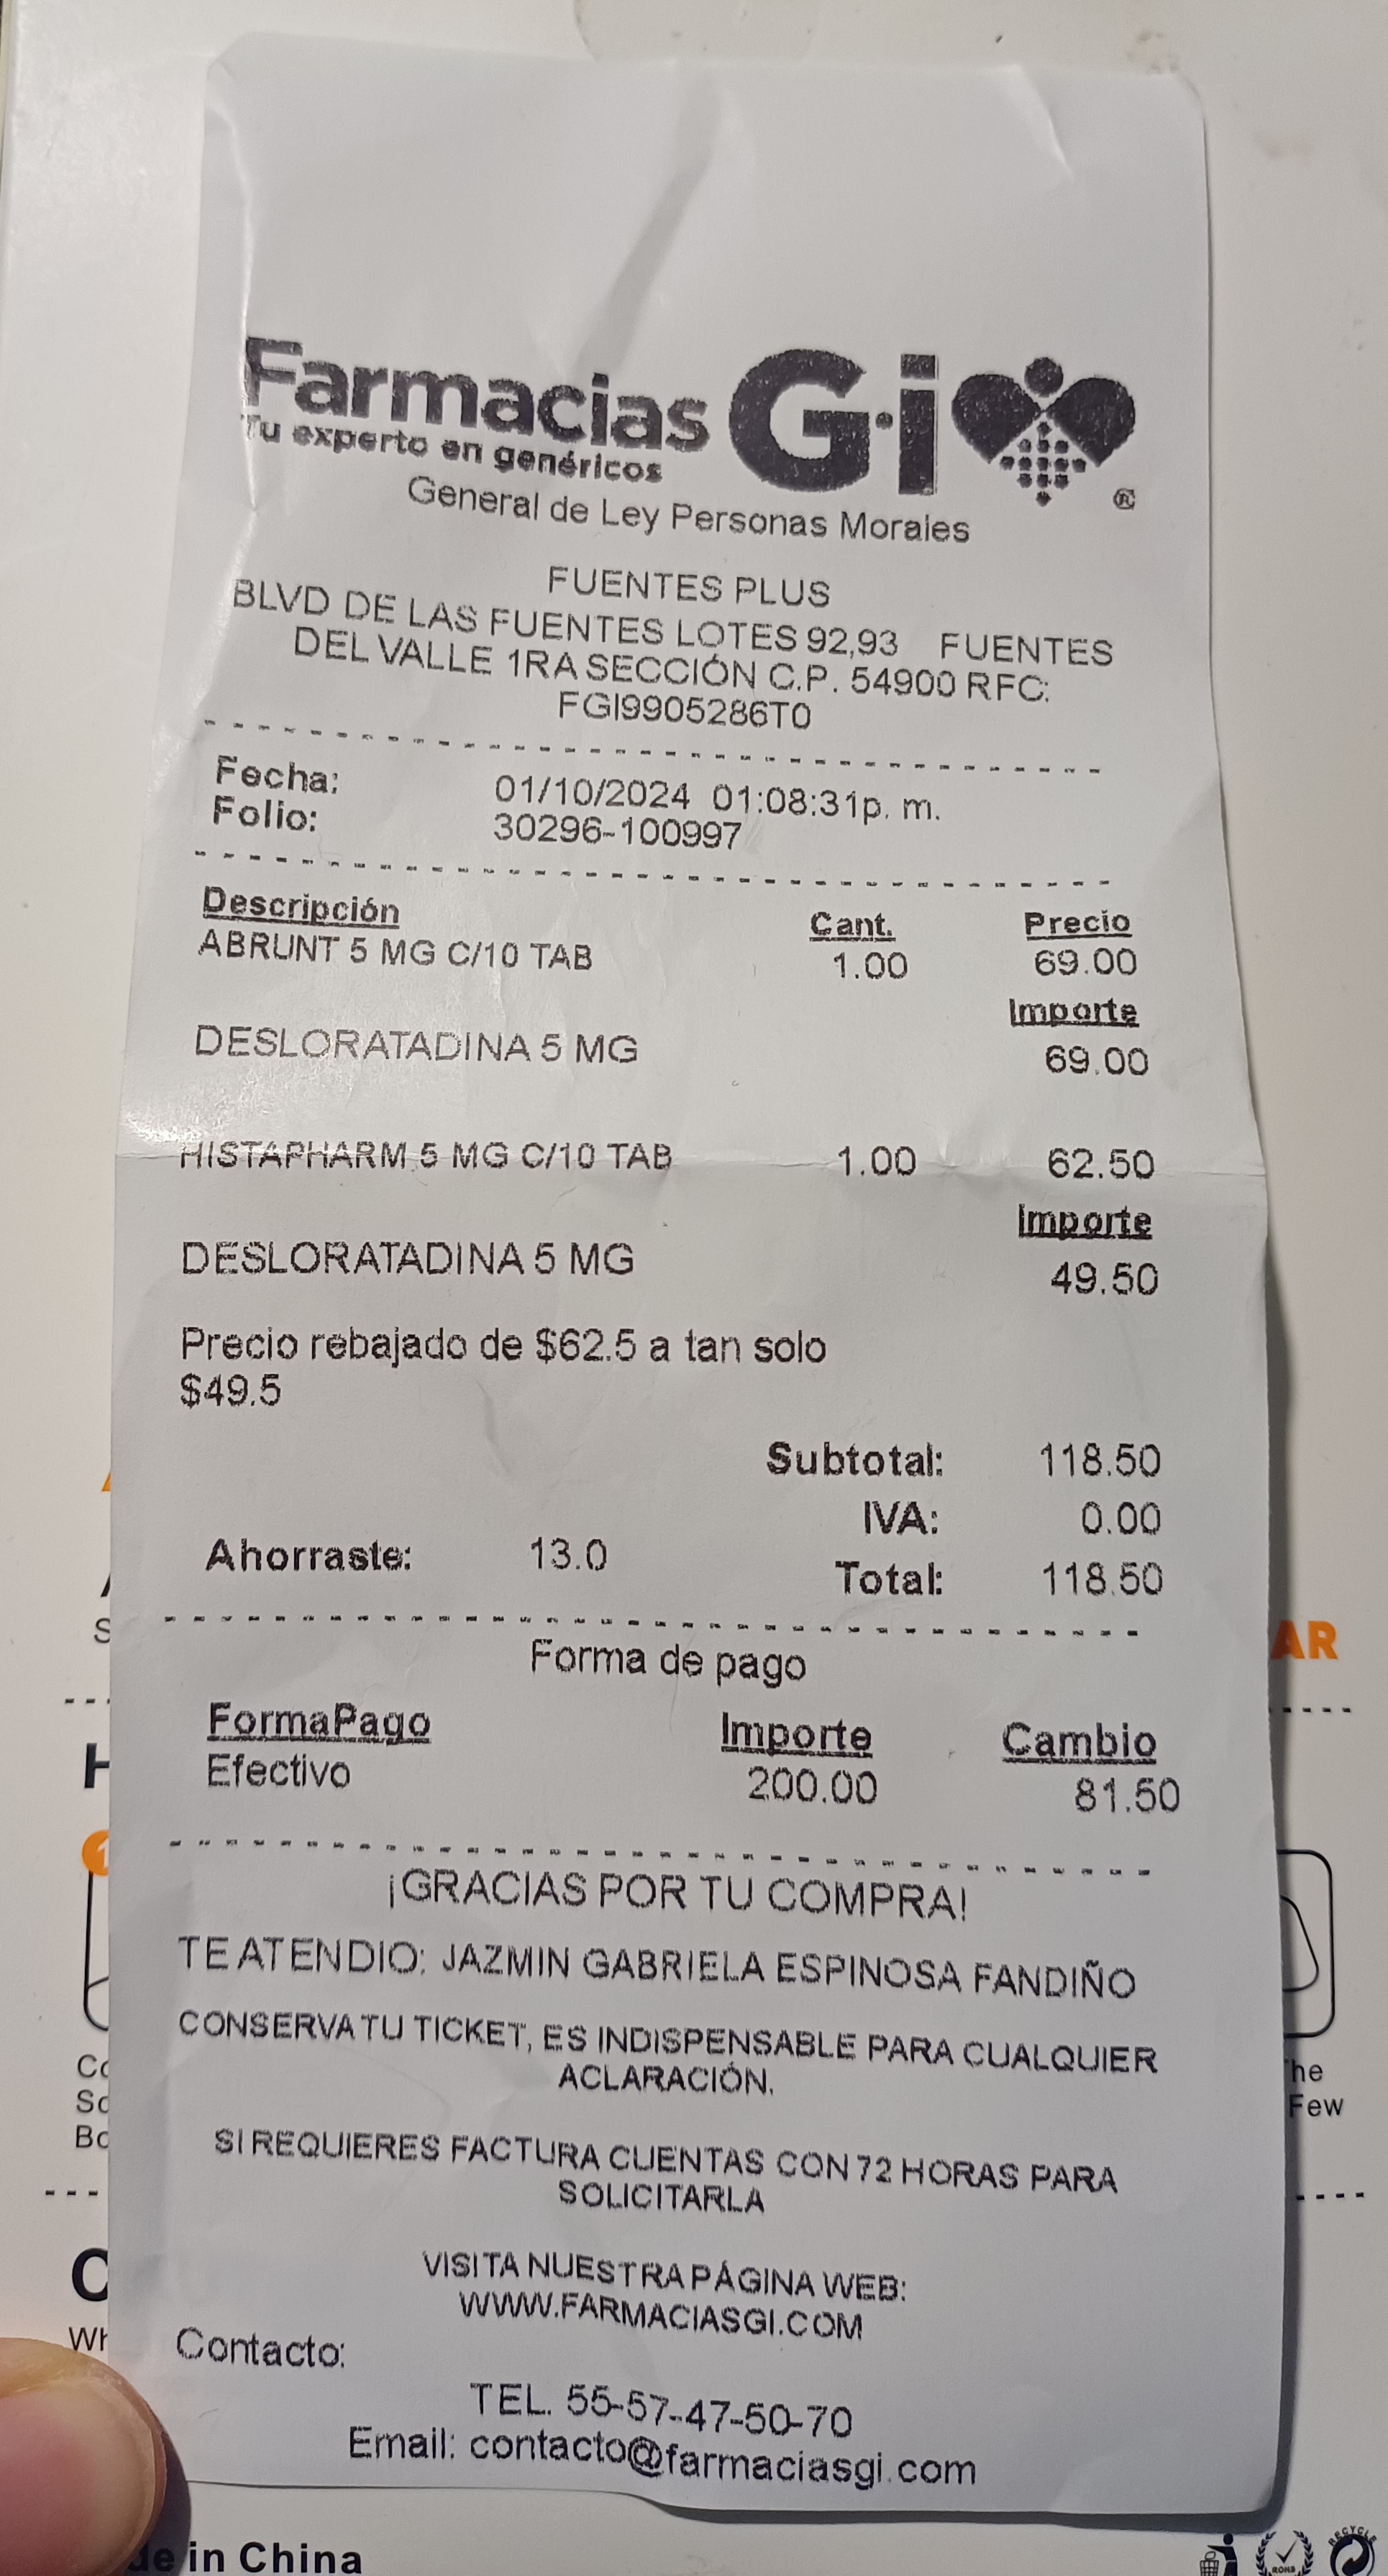 Farmacias G·i ®
Tu experto en genéricos
General de Ley Personas Morales
FUENTES PLUS
BLVD DE LAS FUENTES LOTES 92,93 FUENTES
DEL VALLE 1RA SECCIÓN C.P. 54900 RFC:
FGI9905286T0
Fecha: 01/10/2024 01:08:31p. m.
Folio: 30296-100997
Descripción Cant. Precio
ABRUNT 5 MG C/10 TAB 1.00 69.00
Importe
DESLORATADINA 5 MG 69.00
HISTAPHARM 5 MG C/10 TAB 1.00 62.50
Importe
DESLORATADINA 5 MG 49.50
Precio rebajado de $62.5 a tan solo
$49.5
Subtotal: 118.50
IVA: 0.00
Ahorraste: 13.0
Total: 118.50
Forma de pago
FormaPago Importe Cambio
Efectivo 200.00 81.50
¡GRACIAS POR TU COMPRA!
TE ATENDIO: JAZMIN GABRIELA ESPINOSA FANDIÑO
CONSERVA TU TICKET, ES INDISPENSABLE PARA CUALQUIER
ACLARACIÓN.
SI REQUIERES FACTURA CUENTAS CON 72 HORAS PARA
SOLICITARLA
VISITA NUESTRA PÁGINA WEB:
WWW.FARMACIASGI.COM
Contacto:
TEL. 55-57-47-50-70
Email: contacto@farmaciasgi.com
AR
Few
in China
ROHS
RECYCLE